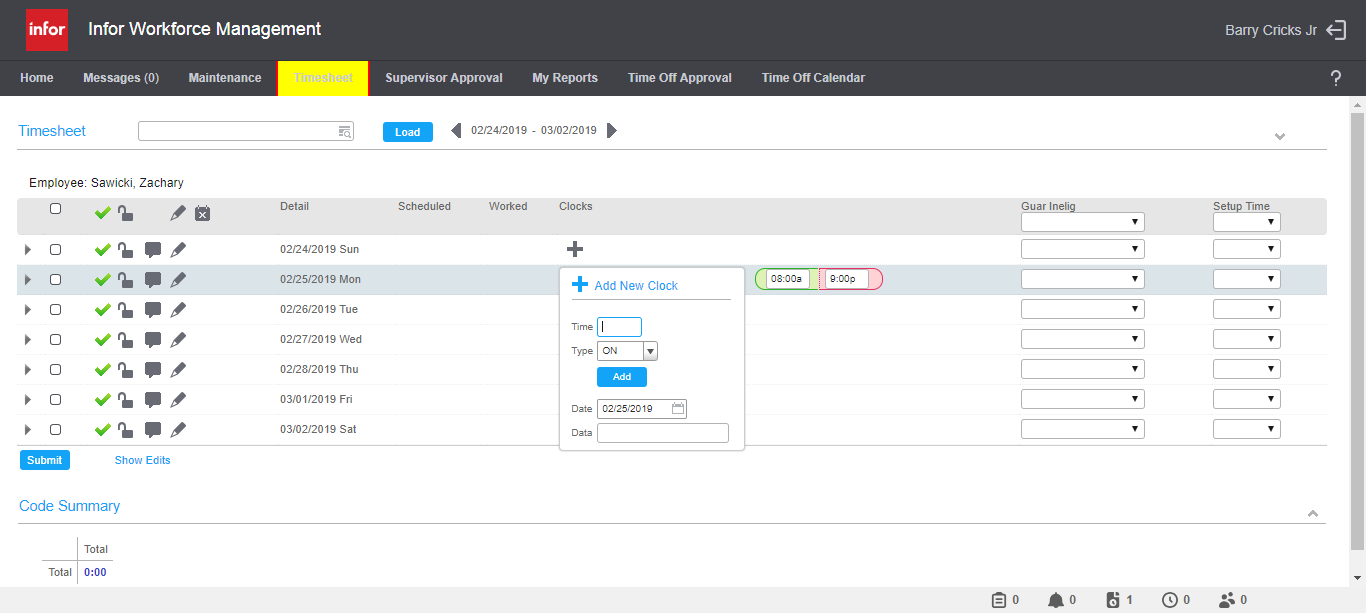 infor Infor Workforce Management Barry Cricks Jr
Home Messages (0) Maintenance Timesheet Supervisor Approval My Reports Time Off Approval Time Off Calendar ?
Timesheet Load 02/24/2019 - 03/02/2019
Employee: Sawicki, Zachary
Detail Scheduled Worked Clocks Guar Inelig Setup Time
02/24/2019 Sun
02/25/2019 Mon 08:00a 9:00p
Add New Clock
02/26/2019 Tue
Time
02/27/2019 Wed
Type ON
02/28/2019 Thu
Add
03/01/2019 Fri
Date 02/25/2019
03/02/2019 Sat
Data
Submit Show Edits
Code Summary
Total
Total 0:00
0 0 1 0 0